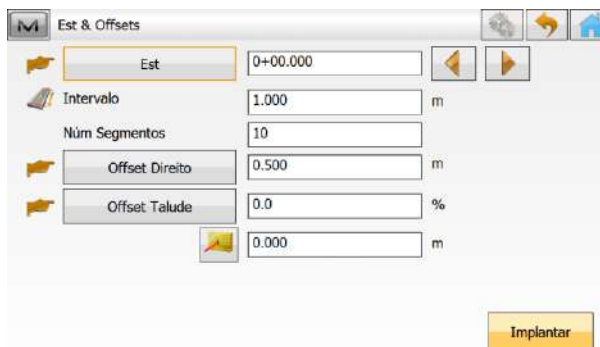 Est & Offsets
Est 0+00.000
Intervalo 1.000 m
Núm Segmentos 10
Offset Direito 0.500 m
Offset Talude 0.0 %
0.000 m
Implantar